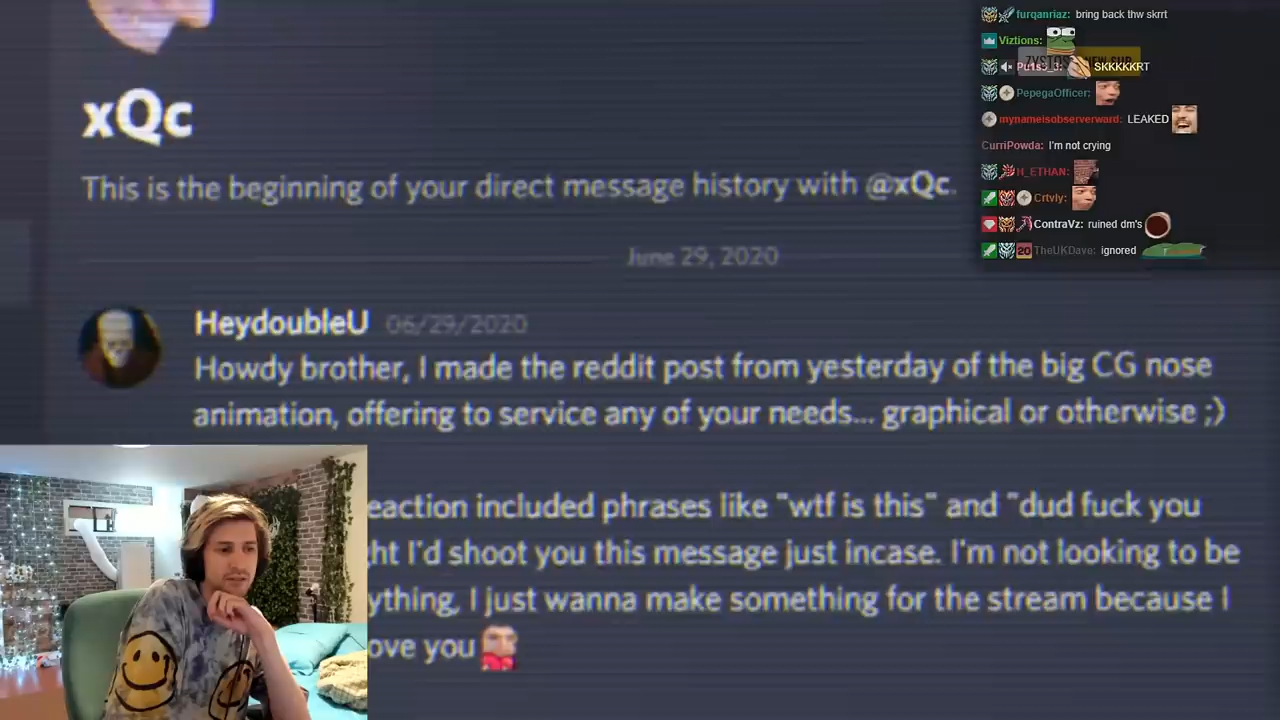 xQc
This is the beginning of your direct message history with @xQc.
June 29, 2020
HeydoubleU 06/29/2020
Howdy brother, I made the reddit post from yesterday of the big CG nose
animation, offering to service any of your needs... graphical or otherwise ;)
eaction included phrases like "wtf is this" and "dud fuck you
ht I'd shoot you this message just incase. I'm not looking to be
ything, I just wanna make something for the stream because I
ove you
furqanriaz: bring back thw skrrt
Viztions:
SKKKKKRT
PepegaOfficer:
mynameisobserverward: LEAKED
CurriPowda: I'm not crying
H_ETHAN:
Crtvly:
ContraVz: ruined dm's
20 TheUKDave: ignored